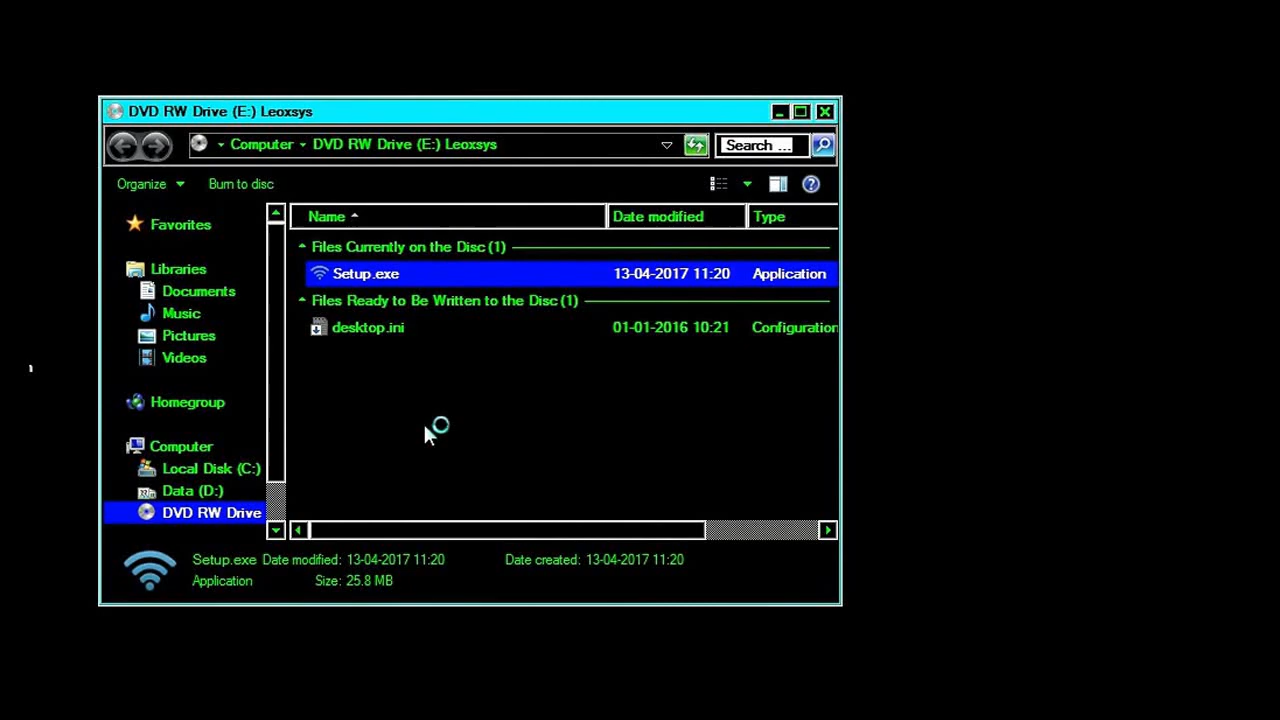 DVD RW Drive (E:) Leoxsys
Computer DVD RW Drive (E:) Leoxsys Search ...
Organize Burn to disc
Name Date modified Type
Favorites
Files Currently on the Disc (1)
Libraries
Setup.exe 13-04-2017 11:20 Application
Documents
Files Ready to Be Written to the Disc (1)
Music
desktop.ini 01-01-2016 10:21 Configuration
Pictures
Videos
Homegroup
Computer
Local Disk (C:)
Data (D:)
DVD RW Drive
Setup.exe Date modified: 13-04-2017 11:20 Date created: 13-04-2017 11:20
Application Size: 25.8 MB